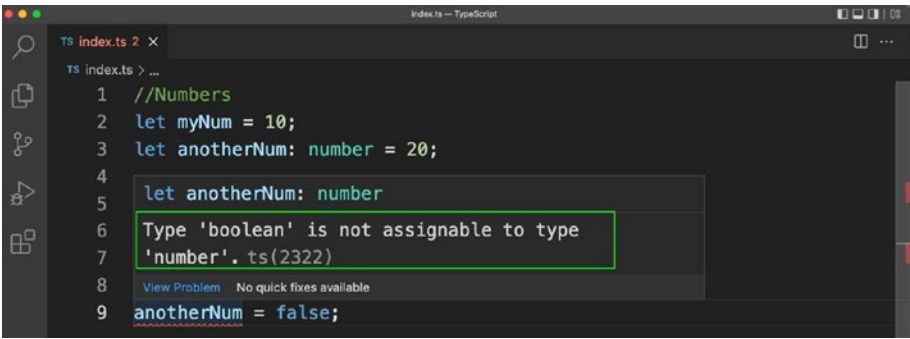 index.ts — TypeScript
TS index.ts 2 ×
TS index.ts > ...
1 //Numbers
2 let myNum = 10;
3 let anotherNum: number = 20;
4
let anotherNum: number
5
6 Type 'boolean' is not assignable to type
7 'number'. ts(2322)
8 View Problem No quick fixes available
9 anotherNum = false;